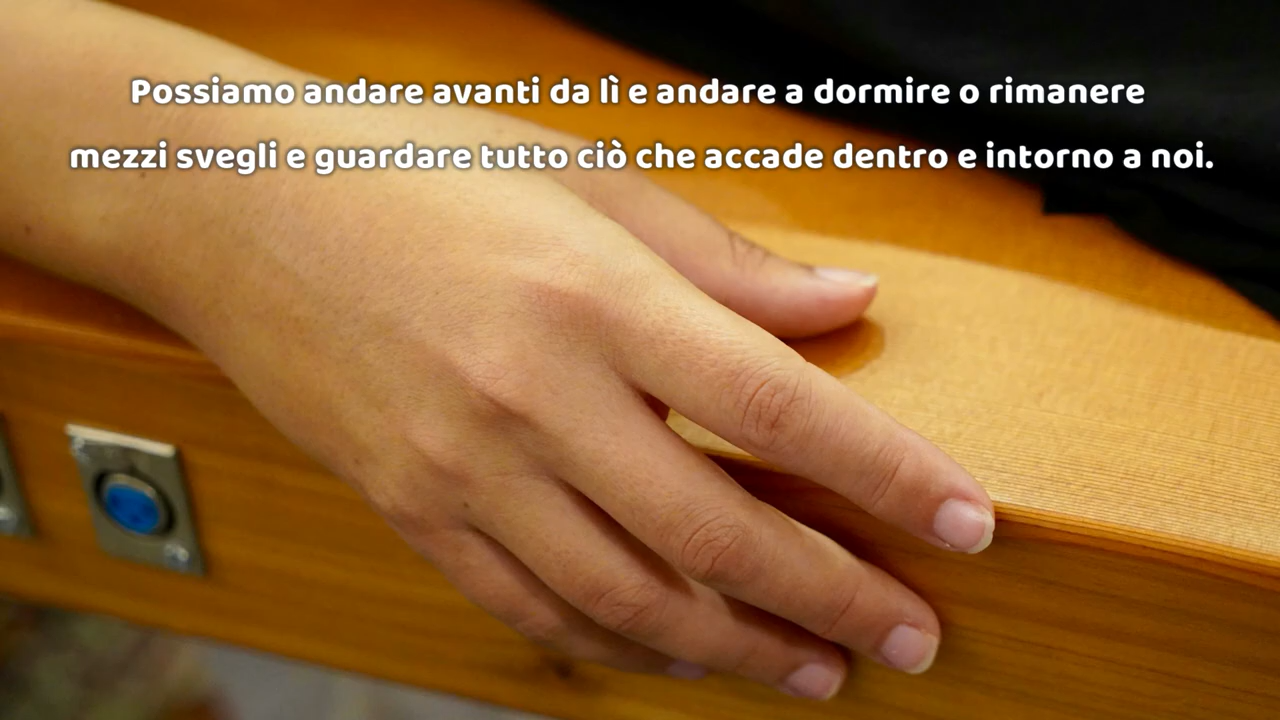 Possiamo andare avanti da lì e andare a dormire o rimanere
mezzi svegli e guardare tutto ciò che accade dentro e intorno a noi.